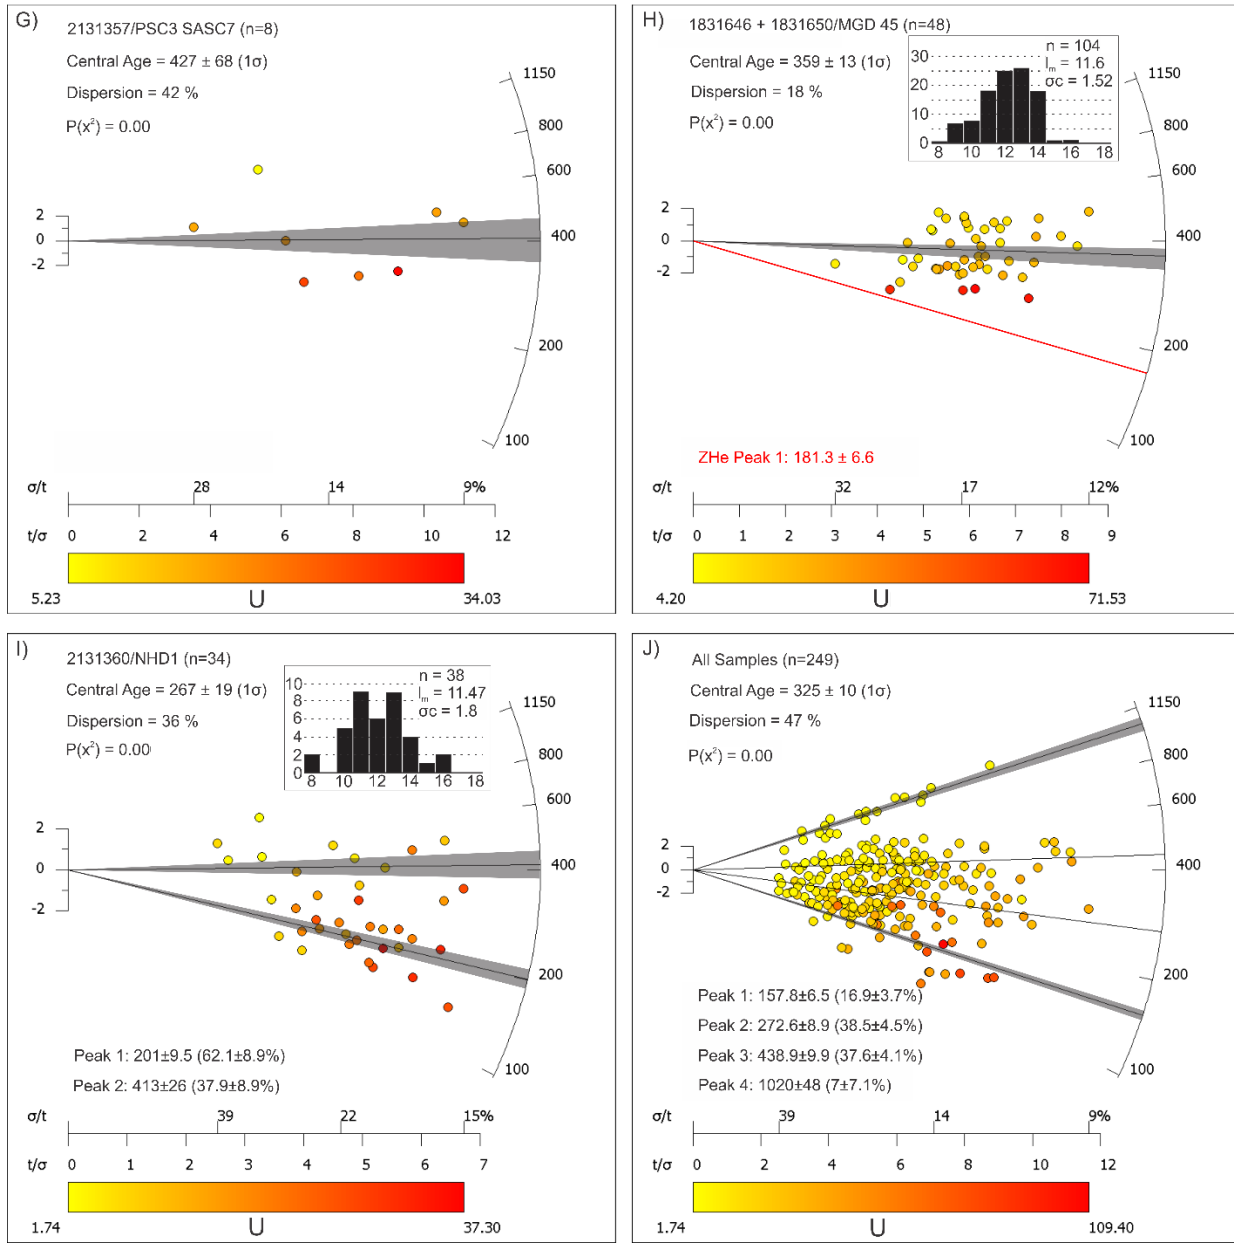 G)
2131357/PSC3 SASC7 (n=8)
Central Age = 427 ± 68 (1σ)
Dispersion = 42 %
P(x²) = 0.00
1150
800
600
400
200
100
2
0
-2
σ/t
28
14
9%
t/σ
0 2 4 6 8 10 12
5.23
U
34.03
H)
1831646 + 1831650/MGD 45 (n=48)
Central Age = 359 ± 13 (1σ)
Dispersion = 18 %
P(x²) = 0.00
30
20
10
0
8 10 12 14 16 18
n = 104
lₘ = 11.6
σc = 1.52
1150
800
600
400
200
100
2
0
-2
ZHe Peak 1: 181.3 ± 6.6
σ/t
32
17
12%
t/σ
0 1 2 3 4 5 6 7 8 9
4.20
U
71.53
I)
2131360/NHD1 (n=34)
Central Age = 267 ± 19 (1σ)
Dispersion = 36 %
P(x²) = 0.00
10
8
6
4
2
0
8 10 12 14 16 18
n = 38
lₘ = 11.47
σc = 1.8
1150
800
600
400
200
100
2
0
-2
Peak 1: 201±9.5 (62.1±8.9%)
Peak 2: 413±26 (37.9±8.9%)
σ/t
39
22
15%
t/σ
0 1 2 3 4 5 6 7
1.74
U
37.30
J)
All Samples (n=249)
Central Age = 325 ± 10 (1σ)
Dispersion = 47 %
P(x²) = 0.00
1150
800
600
400
200
100
2
0
-2
Peak 1: 157.8±6.5 (16.9±3.7%)
Peak 2: 272.6±8.9 (38.5±4.5%)
Peak 3: 438.9±9.9 (37.6±4.1%)
Peak 4: 1020±48 (7±7.1%)
σ/t
39
14
9%
t/σ
0 2 4 6 8 10 12
1.74
U
109.40